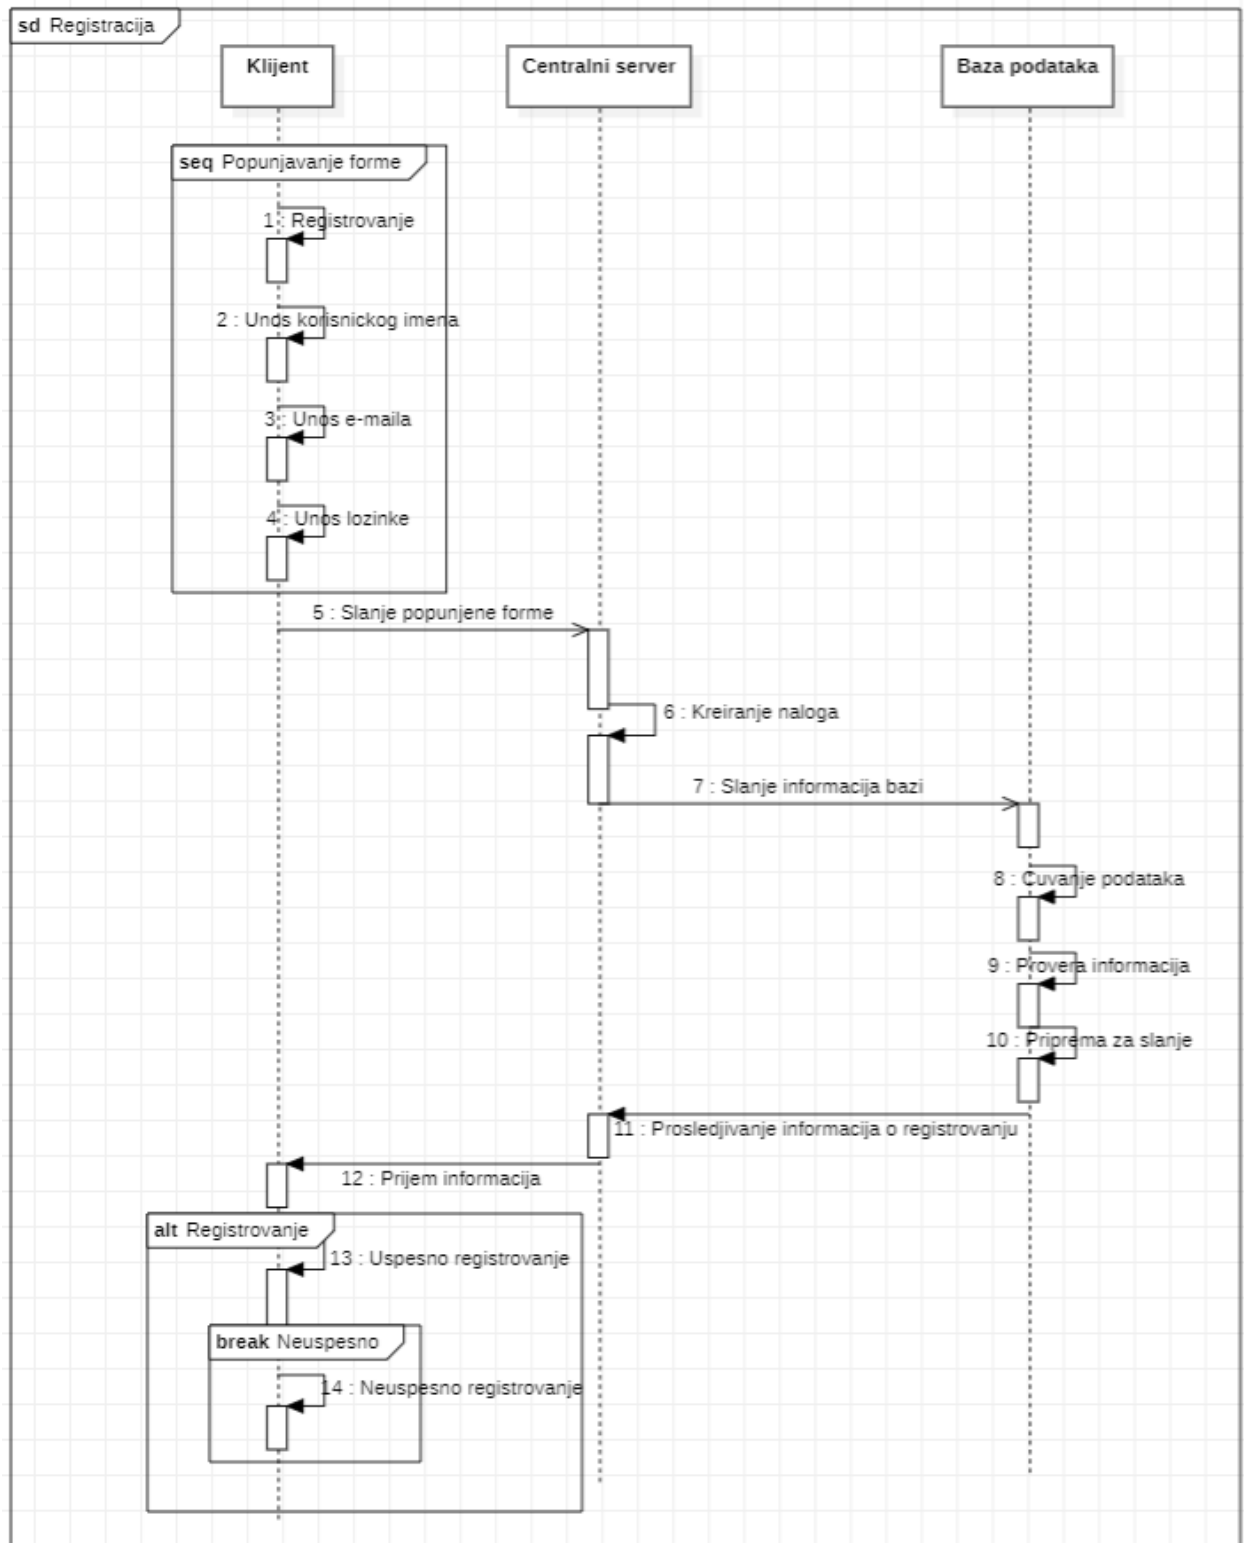 sd Registracija
Klijent
Centralni server
Baza podataka
seq Popunjavanje forme
1 : Registrovanje
2 : Unos korisnickog imena
3 : Unos e-maila
4 : Unos lozinke
5 : Slanje popunjene forme
6 : Kreiranje naloga
7 : Slanje informacija bazi
8 : Cuvanje podataka
9 : Provera informacija
10 : Priprema za slanje
11 : Prosledjivanje informacija o registrovanju
12 : Prijem informacija
alt Registrovanje
13 : Uspesno registrovanje
break Neuspesno
14 : Neuspesno registrovanje